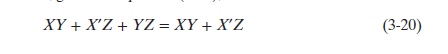 XY + X′Z + YZ = XY + X′Z (3-20)